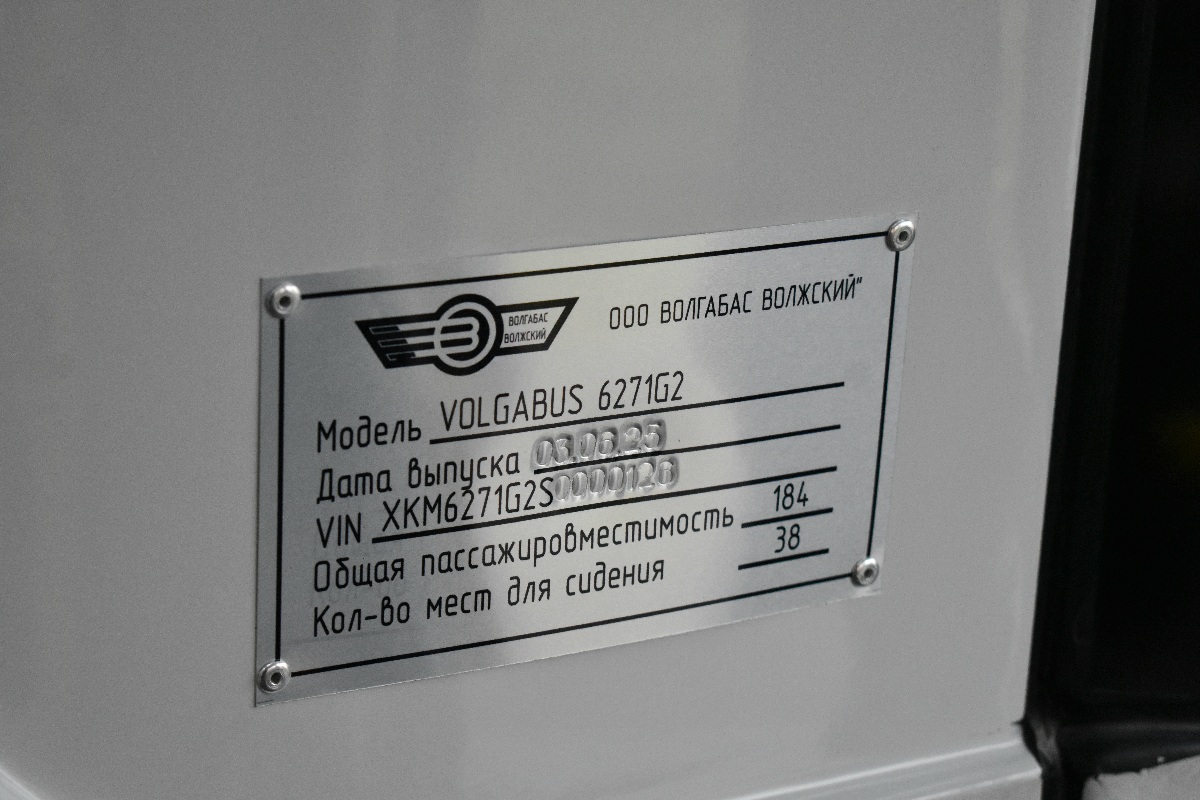 ВОЛГАБАС
ВОЛЖСКИЙ
ООО ВОЛГАБАС ВОЛЖСКИЙ"
Модель VOLGABUS 6271G2
Дата выпуска 03.06.25
VIN XKM6271G2S0000126
Общая пассажировместимость 184
Кол-во мест для сидения 38